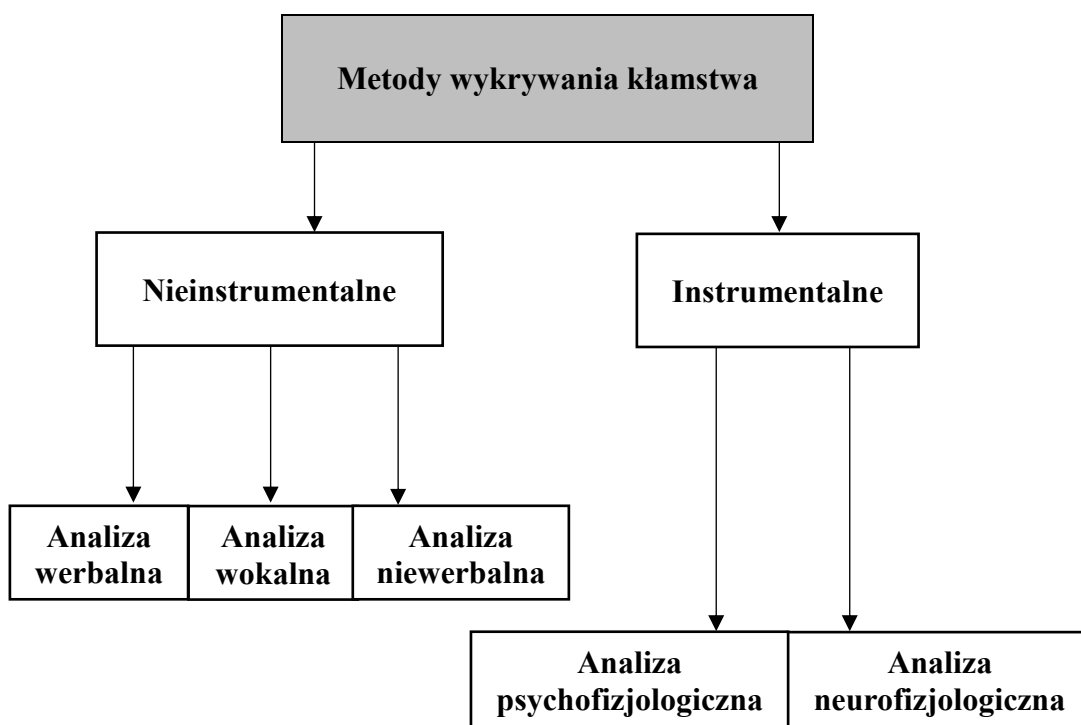 Metody wykrywania kłamstwa
Nieinstrumentalne
Instrumentalne
Analiza
werbalna
Analiza
wokalna
Analiza
niewerbalna
Analiza
psychofizjologiczna
Analiza
neurofizjologiczna